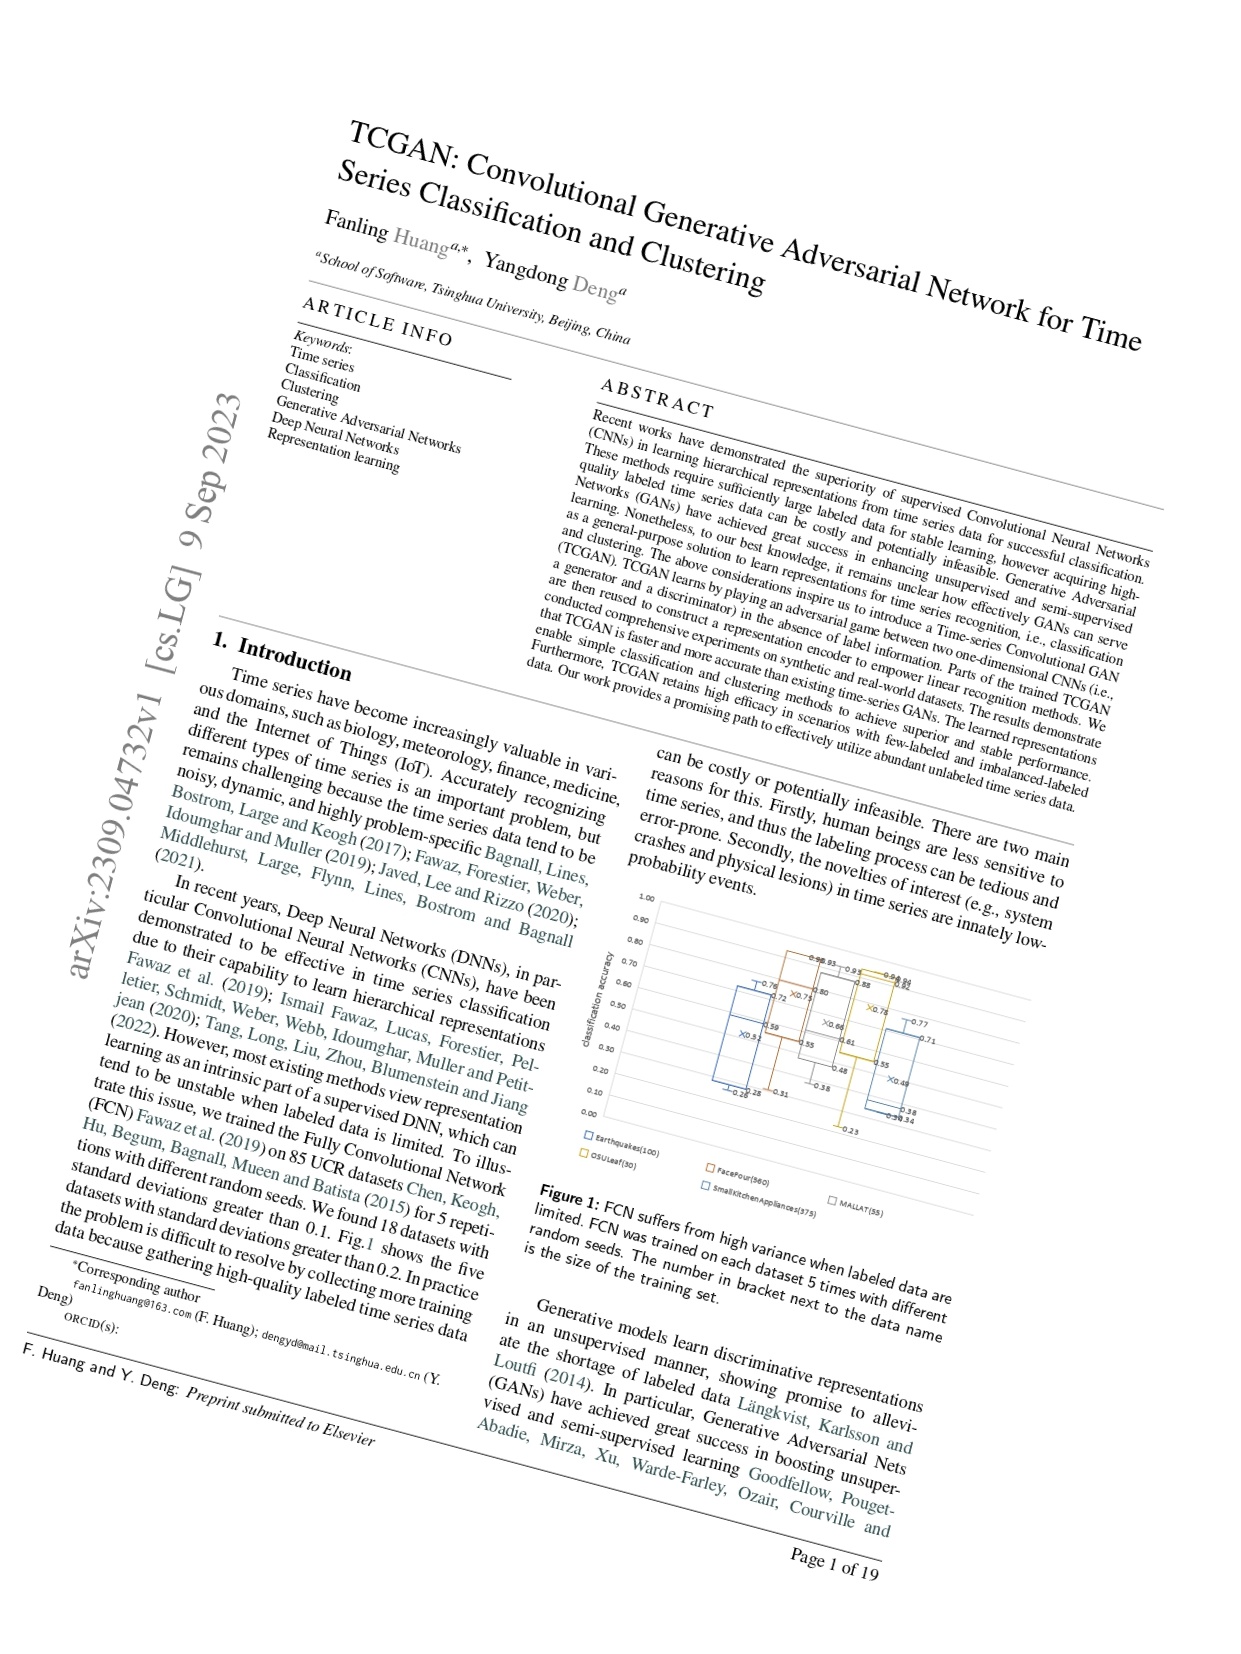 TCGAN: Convolutional Generative Adversarial Network for Time
Series Classification and Clustering
Fanling Huang^a,*, Yangdong Deng^a
^aSchool of Software, Tsinghua University, Beijing, China
ARTICLE INFO
Keywords:
Time series
Classification
Clustering
Generative Adversarial Networks
Deep Neural Networks
Representation learning
ABSTRACT
Recent works have demonstrated the superiority of supervised Convolutional Neural Networks
(CNNs) in learning hierarchical representations from time series data for successful classification.
These methods require sufficiently large labeled data for stable learning, however acquiring high-
quality labeled time series data can be costly and potentially infeasible. Generative Adversarial
Networks (GANs) have achieved great success in enhancing unsupervised and semi-supervised
learning. Nonetheless, to our best knowledge, it remains unclear how effectively GANs can serve
as a general-purpose solution to learn representations for time series recognition, i.e., classification
and clustering. The above considerations inspire us to introduce a Time-series Convolutional GAN
(TCGAN). TCGAN learns by playing an adversarial game between two one-dimensional CNNs (i.e.,
a generator and a discriminator) in the absence of label information. Parts of the trained TCGAN
are then reused to construct a representation encoder to empower linear recognition methods. We
conducted comprehensive experiments on synthetic and real-world datasets. The results demonstrate
that TCGAN is faster and more accurate than existing time-series GANs. The learned representations
enable simple classification and clustering methods to achieve superior and stable performance.
Furthermore, TCGAN retains high efficacy in scenarios with few-labeled and imbalanced-labeled
data. Our work provides a promising path to effectively utilize abundant unlabeled time series data.
arXiv:2309.04732v1 [cs.LG] 9 Sep 2023
1. Introduction
Time series have become increasingly valuable in vari-
ous domains, such as biology, meteorology, finance, medicine,
and the Internet of Things (IoT). Accurately recognizing
different types of time series is an important problem, but
remains challenging because the time series data tend to be
noisy, dynamic, and highly problem-specific Bagnall, Lines,
Bostrom, Large and Keogh (2017); Fawaz, Forestier, Weber,
Idoumghar and Muller (2019); Javed, Lee and Rizzo (2020);
Middlehurst, Large, Flynn, Lines, Bostrom and Bagnall
(2021).
In recent years, Deep Neural Networks (DNNs), in par-
ticular Convolutional Neural Networks (CNNs), have been
demonstrated to be effective in time series classification
due to their capability to learn hierarchical representations
Fawaz et al. (2019); Ismail Fawaz, Lucas, Forestier, Pel-
letier, Schmidt, Weber, Webb, Idoumghar, Muller and Petit-
jean (2020); Tang, Long, Liu, Zhou, Blumenstein and Jiang
(2022). However, most existing methods view representation
learning as an intrinsic part of a supervised DNN, which can
tend to be unstable when labeled data is limited. To illus-
trate this issue, we trained the Fully Convolutional Network
(FCN) Fawaz et al. (2019) on 85 UCR datasets Chen, Keogh,
Hu, Begum, Bagnall, Mueen and Batista (2015) for 5 repeti-
tions with different random seeds. We found 18 datasets with
standard deviations greater than 0.1. Fig.1 shows the five
datasets with standard deviations greater than 0.2. In practice
the problem is difficult to resolve by collecting more training
data because gathering high-quality labeled time series data
can be costly or potentially infeasible. There are two main
reasons for this. Firstly, human beings are less sensitive to
time series, and thus the labeling process can be tedious and
error-prone. Secondly, the novelties of interest (e.g., system
crashes and physical lesions) in time series are innately low-
probability events.
classification accuracy
1.00
0.90
0.80
0.70
0.60
0.50
0.40
0.30
0.20
0.10
0.00
0.76
0.72
0.59
0.52
0.28
0.26
0.80
0.55
0.31
0.93
0.88
0.66
0.48
0.38
0.92
0.78
0.55
0.23
0.77
0.71
0.49
0.38
0.34
Earthquakes(100)
FaceFour(560)
MALLAT(55)
OSULeaf(30)
SmallKitchenAppliances(375)
Figure 1: FCN suffers from high variance when labeled data are
limited. FCN was trained on each dataset 5 times with different
random seeds. The number in bracket next to the data name
is the size of the training set.
Generative models learn discriminative representations
in an unsupervised manner, showing promise to allevi-
ate the shortage of labeled data Längkvist, Karlsson and
Loutfi (2014). In particular, Generative Adversarial Nets
(GANs) have achieved great success in boosting unsuper-
vised and semi-supervised learning Goodfellow, Pouget-
Abadie, Mirza, Xu, Warde-Farley, Ozair, Courville and
*Corresponding author
fanlinghuang@163.com (F. Huang); dengyd@mail.tsinghua.edu.cn (Y.
Deng)
ORCID(s):
F. Huang and Y. Deng: Preprint submitted to Elsevier
Page 1 of 19